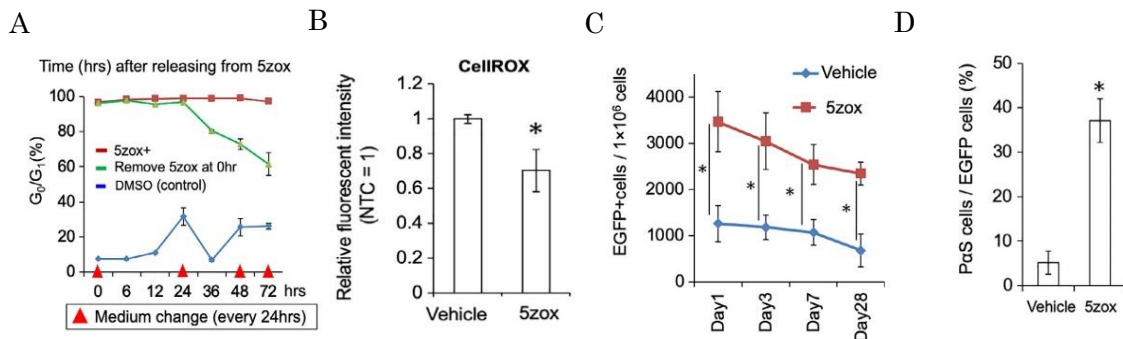 A
Time (hrs) after releasing from 5zox
G0/G1(%)
100
80
60
40
20
0
5zox+
Remove 5zox at 0hr
DMSO (control)
0 6 12 24 36 48 72 hrs
Medium change (every 24hrs)
B
CellROX
Relative fluorescent intensity
(NTC = 1)
1.2
1
0.8
0.6
0.4
0.2
0
*
Vehicle 5zox
C
Vehicle
5zox
EGFP+cells / 1×10⁶ cells
4000
3000
2000
1000
0
* * * *
Day1 Day3 Day7 Day28
D
PαS cells / EGFP cells (%)
50
40
30
20
10
0
*
Vehicle 5zox